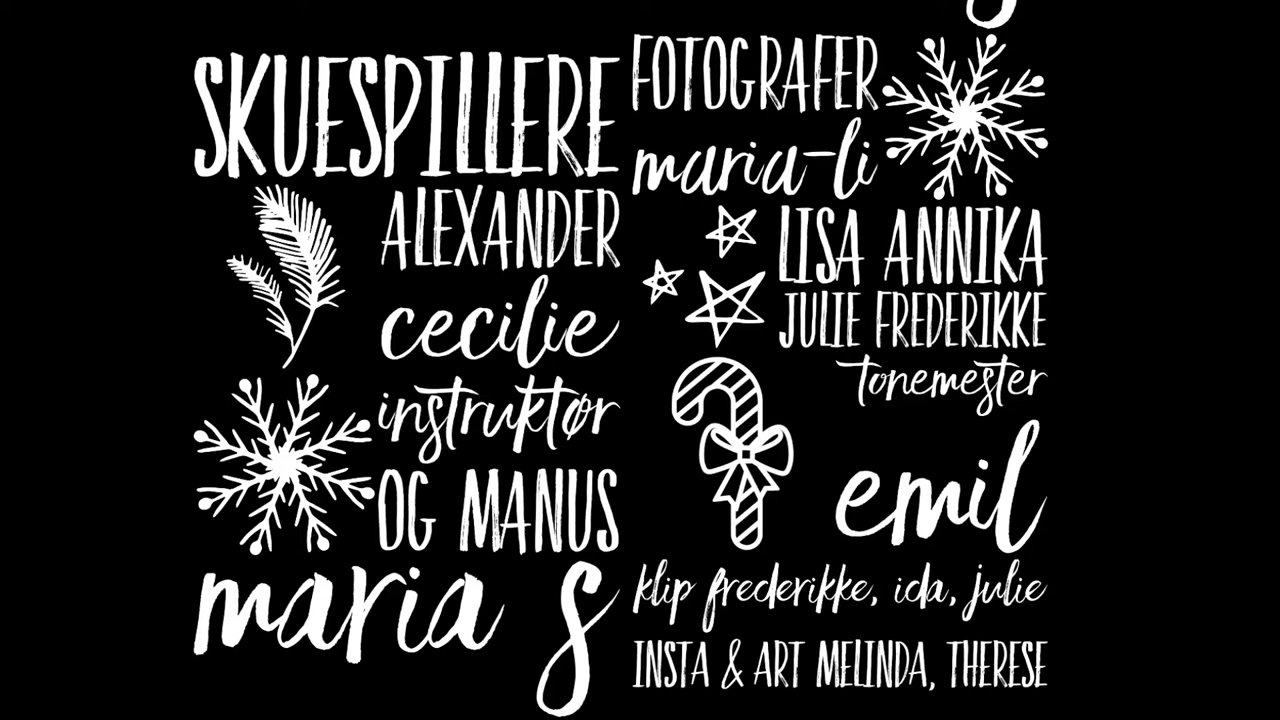 SKUESPILLERE
ALEXANDER
cecilie
instruktør
OG MANUS
maria s
FOTOGRAFER
maria-li
LISA ANNIKA
JULIE FREDERIKKE
tonemester
emil
klip frederikke, ida, julie
INSTA & ART MELINDA, THERESE